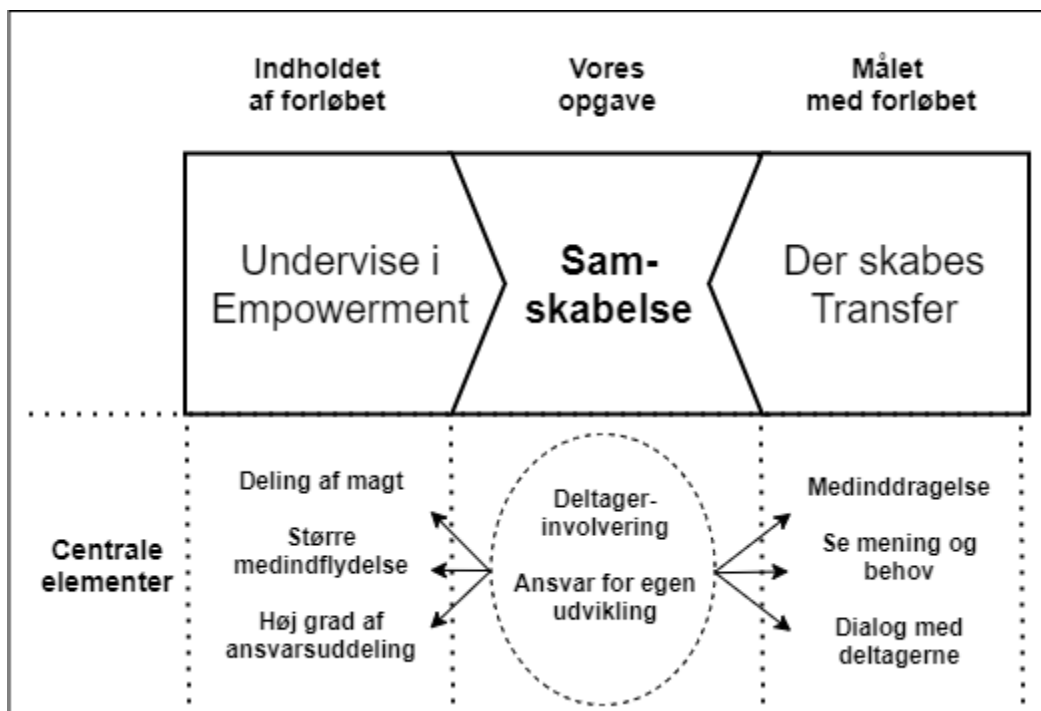 Indholdet
af forløbet
Vores
opgave
Målet
med forløbet
Undervise i
Empowerment
Sam-
skabelse
Der skabes
Transfer
Centrale
elementer
Deling af magt
Større
medindflydelse
Høj grad af
ansvarsuddeling
Deltager-
involvering
Ansvar for egen
udvikling
Medinddragelse
Se mening og
behov
Dialog med
deltagerne